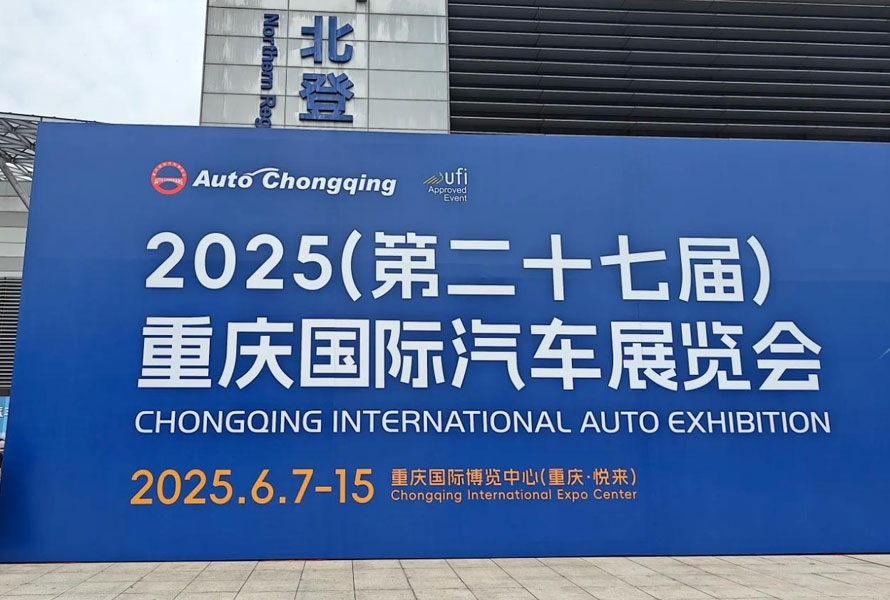 北登
Northern Reg
Auto Chongqing
ufi
Approved
Event
2025(第二十七届)
重庆国际汽车展览会
CHONGQING INTERNATIONAL AUTO EXHIBITION
2025.6.7-15
重庆国际博览中心(重庆·悦来)
Chongqing International Expo Center